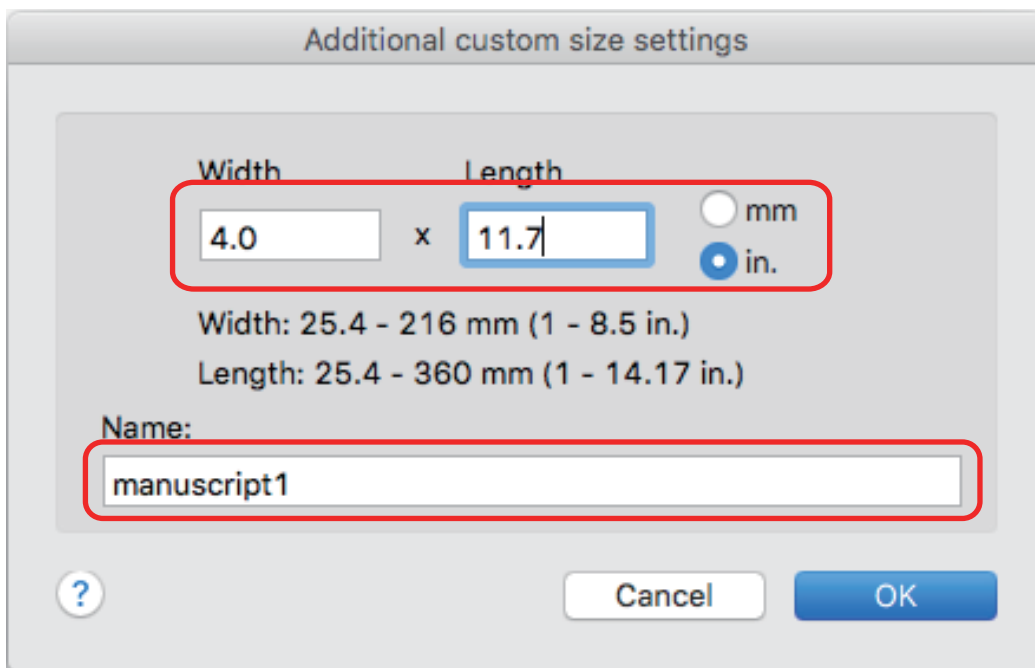 Additional custom size settings
Width Length
4.0 x 11.7 mm
in.
Width: 25.4 - 216 mm (1 - 8.5 in.)
Length: 25.4 - 360 mm (1 - 14.17 in.)
Name:
manuscript1
? Cancel OK